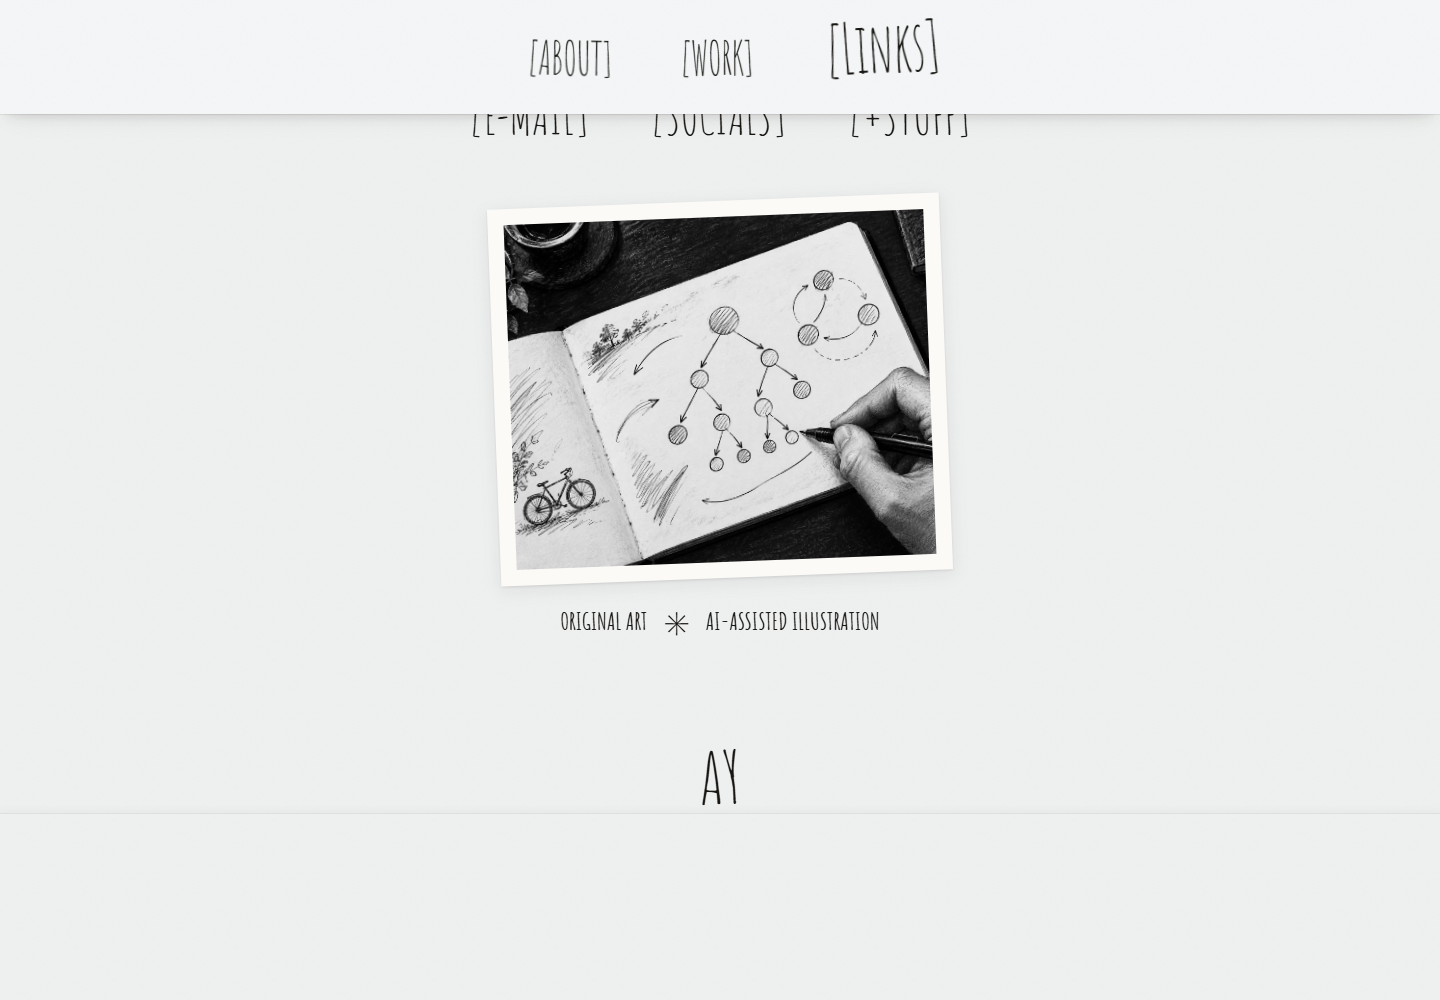 [ABOUT] [WORK] [LINKS]
[E-MAIL] [SOCIALS] [+STUFF]
ORIGINAL ART ✳ AI-ASSISTED ILLUSTRATION
AY